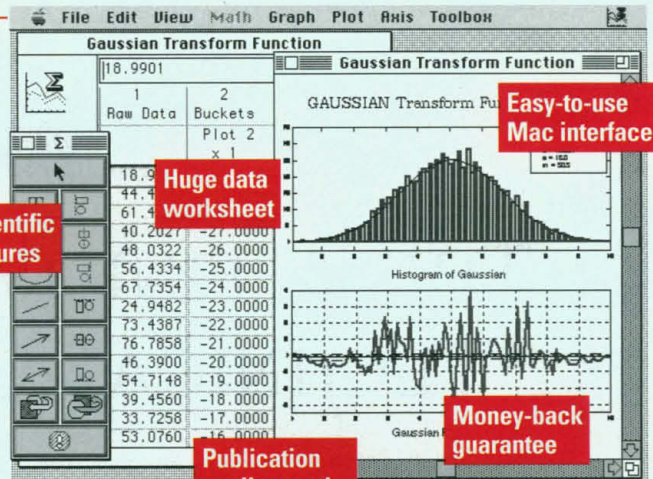 File Edit View Math Graph Plot Axis Toolbox
Gaussian Transform Function
18.9901
1 2
Raw Data Buckets
Plot 2
x 1
18.9
44.4
61.4
40.2027 -27.0000
48.0322 -26.0000
56.4334 -25.0000
67.7354 -24.0000
24.9482 -23.0000
73.4387 -22.0000
76.7858 -21.0000
46.3900 -20.0000
54.7148 -19.0000
39.4560 -18.0000
33.7258 -17.0000
53.0760 -16.0000
Σ
Gaussian Transform Function
GAUSSIAN Transform Fu
Histogram of Gaussian
Gaussian
Easy-to-use
Mac interface
Huge data
worksheet
entific
ures
Money-back
guarantee
Publication